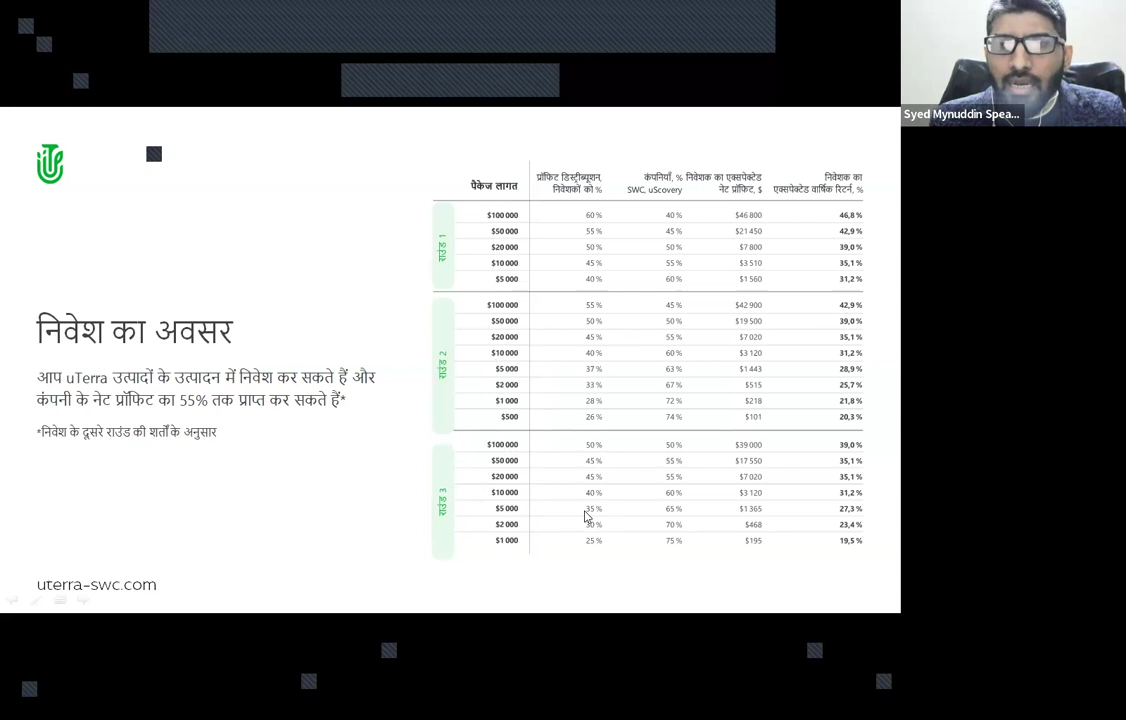 Syed Mynuddin Spea...
पैकेज लागत
प्रॉफिट डिस्ट्रीब्यूशन,
निवेशकों को %
कंपनियाँ, %
SWC, uScovery
निवेशक का एक्सपेक्टेड
नेट प्रॉफिट, $
निवेशक का
एक्सपेक्टेड वार्षिक रिटर्न, %
राउंड 1
$100 000 60 % 40 % $46 800 46,8 %
$50 000 55 % 45 % $21 450 42,9 %
$20 000 50 % 50 % $7 800 39,0 %
$10 000 45 % 55 % $3 510 35,1 %
$5 000 40 % 60 % $1 560 31,2 %
राउंड 2
$100 000 55 % 45 % $42 900 42,9 %
$50 000 50 % 50 % $19 500 39,0 %
$20 000 45 % 55 % $7 020 35,1 %
$10 000 40 % 60 % $3 120 31,2 %
$5 000 37 % 63 % $1 443 28,9 %
$2 000 33 % 67 % $515 25,7 %
$1 000 28 % 72 % $218 21,8 %
$500 26 % 74 % $101 20,3 %
राउंड 3
$100 000 50 % 50 % $39 000 39,0 %
$50 000 45 % 55 % $17 550 35,1 %
$20 000 45 % 55 % $7 020 35,1 %
$10 000 40 % 60 % $3 120 31,2 %
$5 000 35 % 65 % $1 365 27,3 %
$2 000 30 % 70 % $468 23,4 %
$1 000 25 % 75 % $195 19,5 %
निवेश का अवसर
आप uTerra उत्पादों के उत्पादन में निवेश कर सकते हैं और
कंपनी के नेट प्रॉफिट का 55% तक प्राप्त कर सकते हैं*
*निवेश के दूसरे राउंड की शर्तों के अनुसार
uterra-swc.com